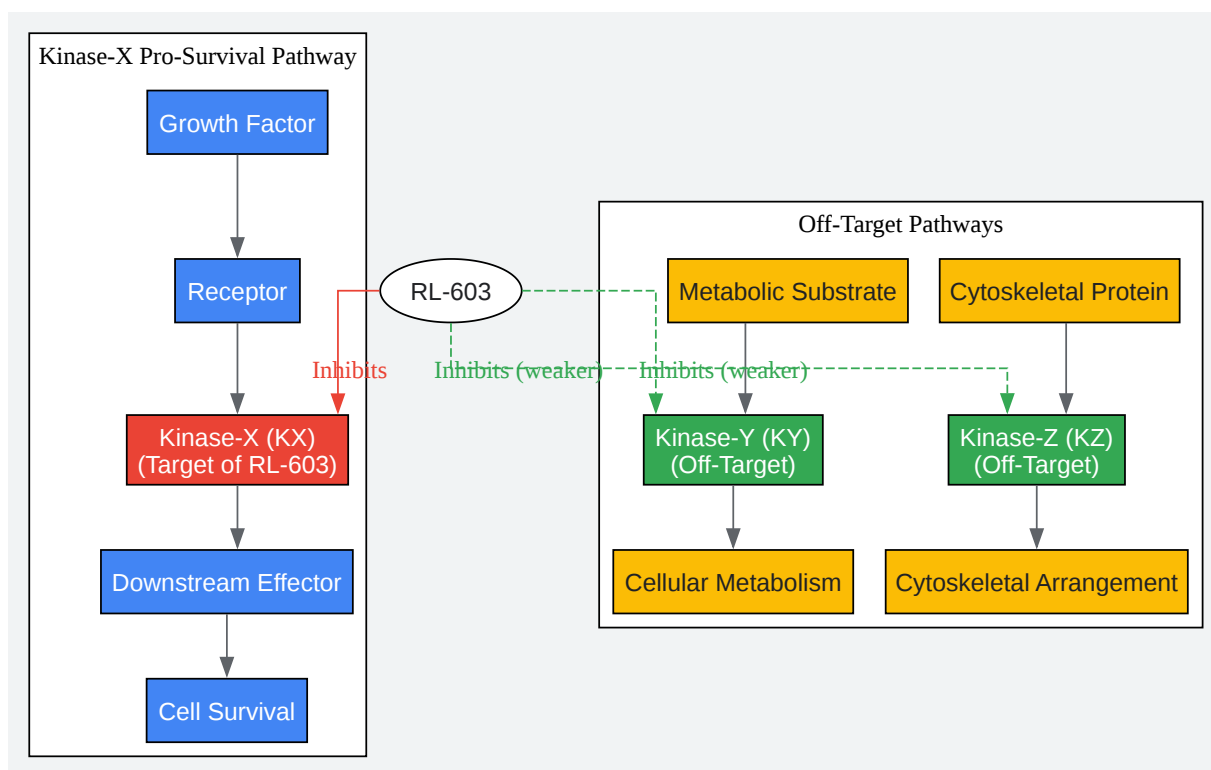 Kinase-X Pro-Survival Pathway
Growth Factor
Receptor
Inhibits
Kinase-X (KX)
(Target of RL-603)
Downstream Effector
Cell Survival
RL-603
Inhibits (weaker)
Inhibits (weaker)
Off-Target Pathways
Metabolic Substrate
Cytoskeletal Protein
Kinase-Y (KY)
(Off-Target)
Kinase-Z (KZ)
(Off-Target)
Cellular Metabolism
Cytoskeletal Arrangement